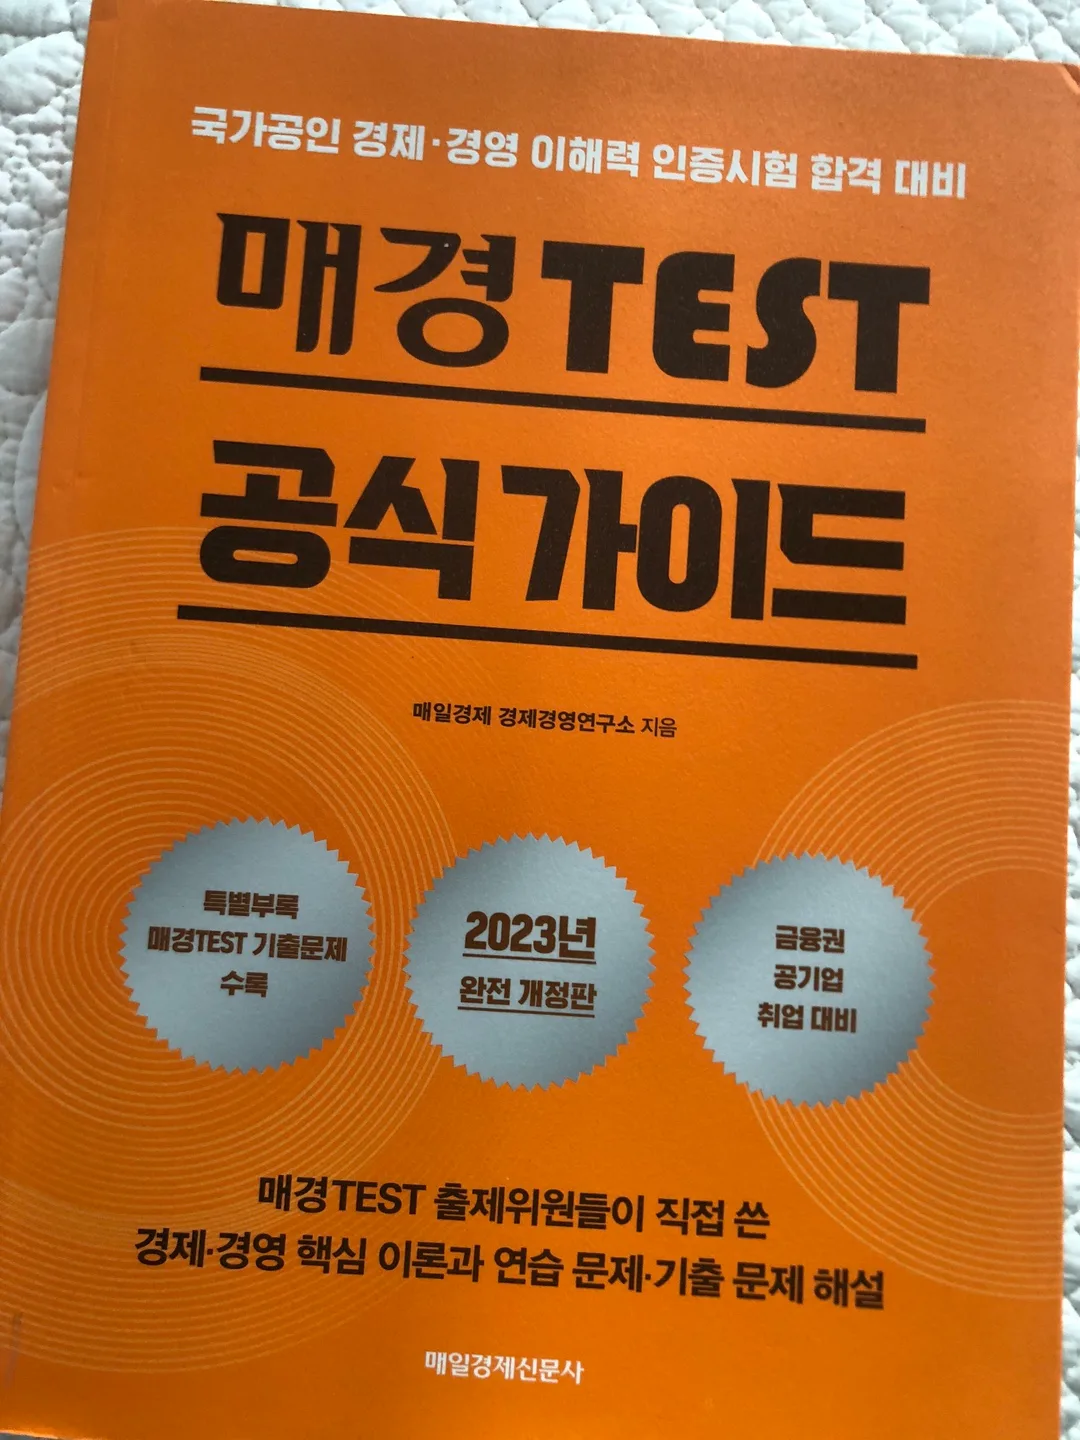 국가공인 경제·경영 이해력 인증시험 합격 대비
매경TEST
공식가이드
매일경제 경제경영연구소 지음
특별부록
매경TEST 기출문제
수록
2023년
완전 개정판
금융권
공기업
취업 대비
매경TEST 출제위원들이 직접 쓴
경제·경영 핵심 이론과 연습 문제·기출 문제 해설
매일경제신문사